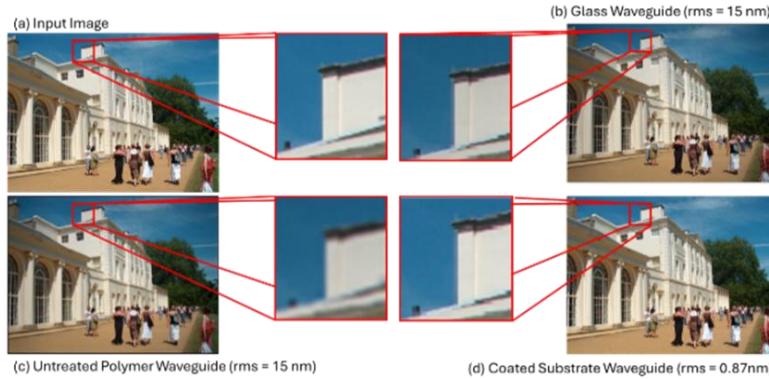 (a) Input Image
(b) Glass Waveguide (rms = 15 nm)
(c) Untreated Polymer Waveguide (rms = 15 nm)
(d) Coated Substrate Waveguide (rms = 0.87nm